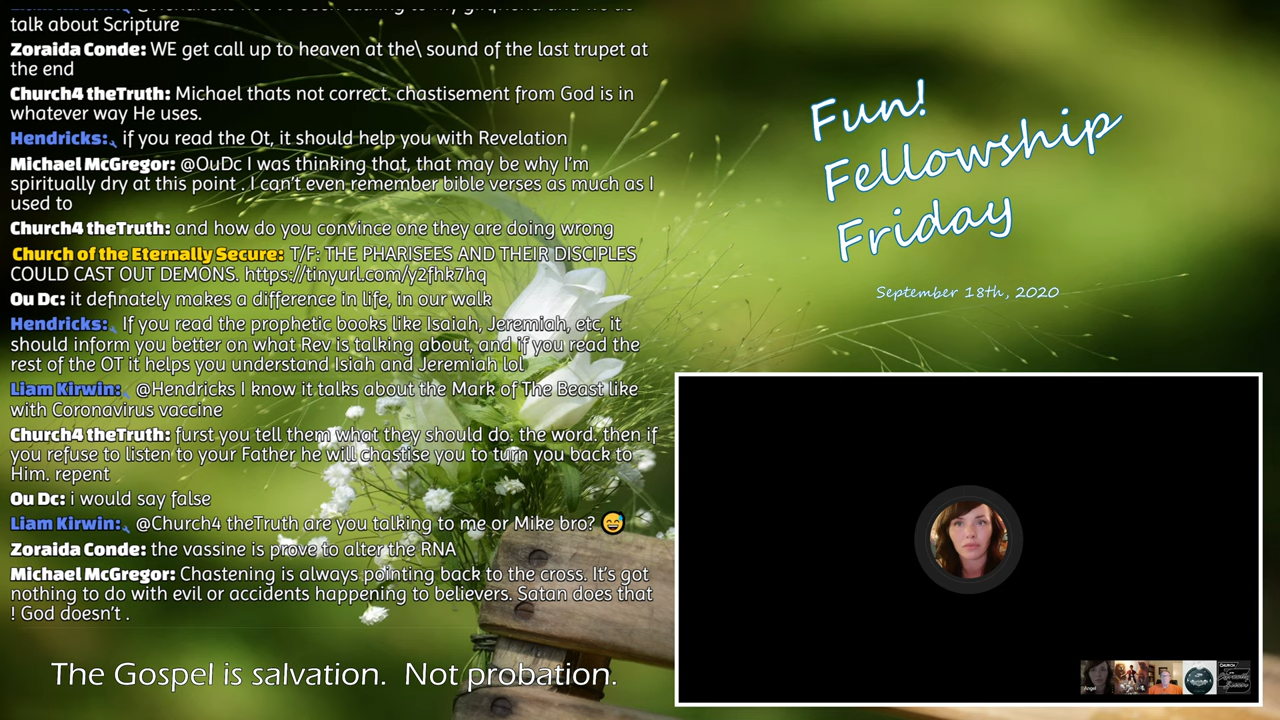 talk about Scripture
Zoraida Conde: WE get call up to heaven at the\ sound of the last trupet at
the end
Church4 theTruth: Michael thats not correct. chastisement from God is in
whatever way He uses.
Hendricks: if you read the Ot, it should help you with Revelation
Michael McGregor: @OuDc I was thinking that, that may be why I'm
spiritually dry at this point . I can't even remember bible verses as much as I
used to
Church4 theTruth: and how do you convince one they are doing wrong
Church of the Eternally Secure: T/F: THE PHARISEES AND THEIR DISCIPLES
COULD CAST OUT DEMONS. https://tinyurl.com/y2fhk7hq
Ou Dc: it definately makes a difference in life, in our walk
Hendricks: If you read the prophetic books like Isaiah, Jeremiah, etc, it
should inform you better on what Rev is talking about, and if you read the
rest of the OT it helps you understand Isiah and Jeremiah lol
Liam Kirwin: @Hendricks I know it talks about the Mark of The Beast like
with Coronavirus vaccine
Church4 theTruth: furst you tell them what they should do. the word. then if
you refuse to listen to your Father he will chastise you to turn you back to
Him. repent
Ou Dc: i would say false
Liam Kirwin: @Church4 theTruth are you talking to me or Mike bro? 😅
Zoraida Conde: the vassine is prove to alter the RNA
Michael McGregor: Chastening is always pointing back to the cross. It's got
nothing to do with evil or accidents happening to believers. Satan does that
! God doesn't .
The Gospel is salvation. Not probation.
Fun!
Fellowship
Friday
September 18th, 2020
Angel